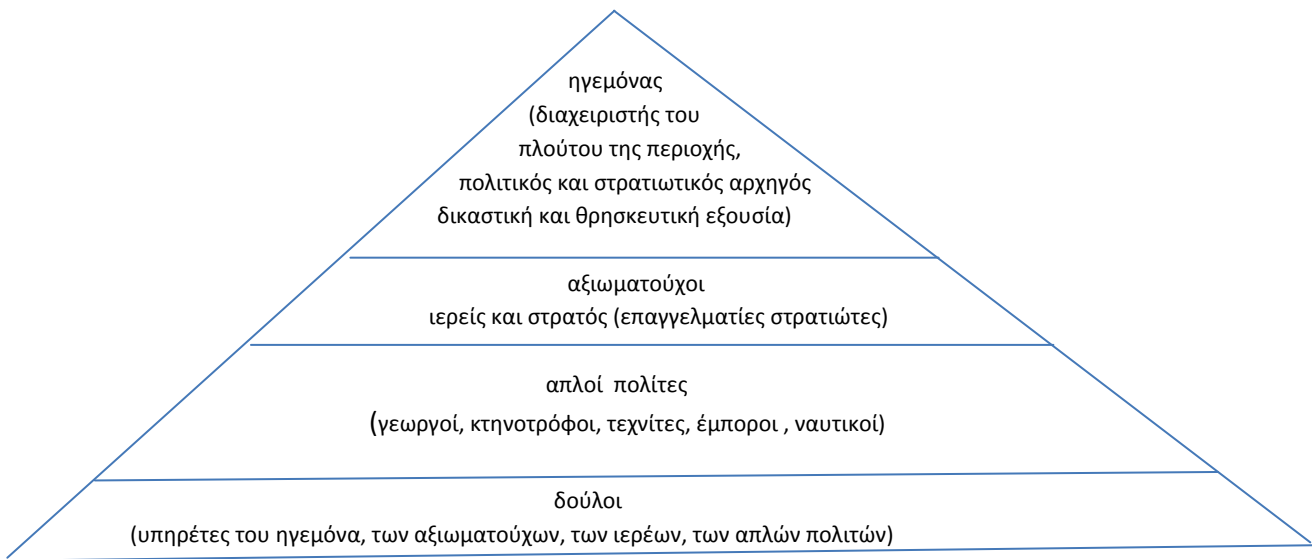 ηγεμόνας
(διαχειριστής του
πλούτου της περιοχής,
πολιτικός και στρατιωτικός αρχηγός
δικαστική και θρησκευτική εξουσία)
αξιωματούχοι
ιερείς και στρατός (επαγγελματίες στρατιώτες)
απλοί πολίτες
(γεωργοί, κτηνοτρόφοι, τεχνίτες, έμποροι , ναυτικοί)
δούλοι
(υπηρέτες του ηγεμόνα, των αξιωματούχων, των ιερέων, των απλών πολιτών)